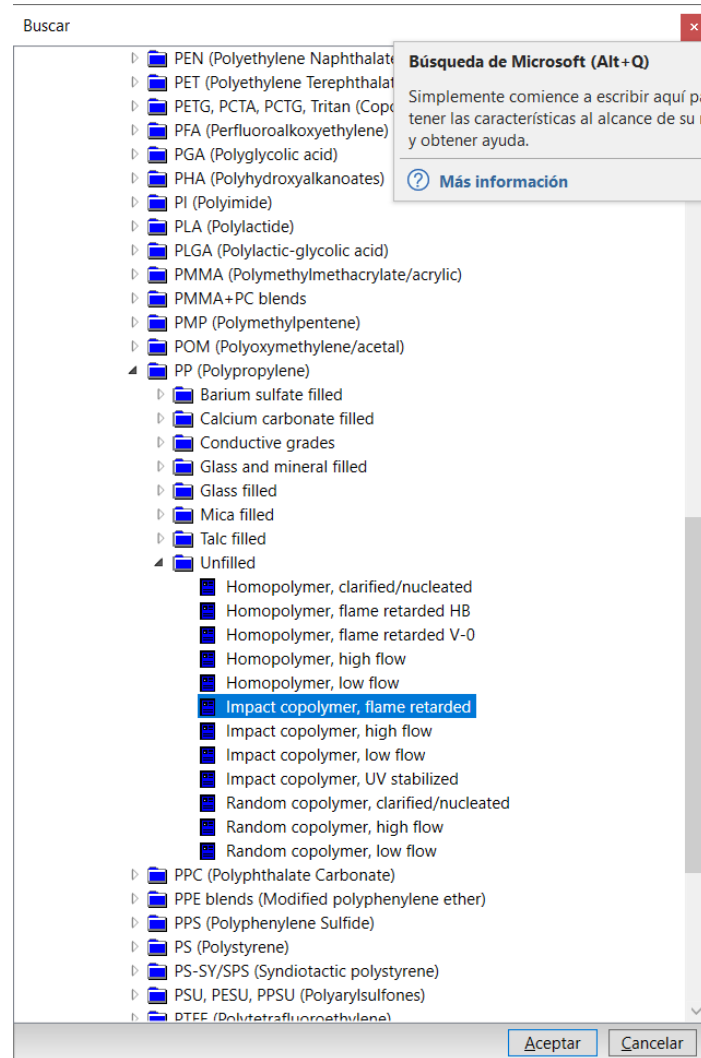 Buscar
×
PEN (Polyethylene Naphthalate
Búsqueda de Microsoft (Alt+Q)
PET (Polyethylene Terephthalat
Simplemente comience a escribir aquí pa
PETG, PCTA, PCTG, Tritan (Copo
tener las características al alcance de su
PFA (Perfluoroalkoxyethylene)
y obtener ayuda.
PGA (Polyglycolic acid)
PHA (Polyhydroxyalkanoates)
? Más información
PI (Polyimide)
PLA (Polylactide)
PLGA (Polylactic-glycolic acid)
PMMA (Polymethylmethacrylate/acrylic)
PMMA+PC blends
PMP (Polymethylpentene)
POM (Polyoxymethylene/acetal)
PP (Polypropylene)
Barium sulfate filled
Calcium carbonate filled
Conductive grades
Glass and mineral filled
Glass filled
Mica filled
Talc filled
Unfilled
Homopolymer, clarified/nucleated
Homopolymer, flame retarded HB
Homopolymer, flame retarded V-0
Homopolymer, high flow
Homopolymer, low flow
Impact copolymer, flame retarded
Impact copolymer, high flow
Impact copolymer, low flow
Impact copolymer, UV stabilized
Random copolymer, clarified/nucleated
Random copolymer, high flow
Random copolymer, low flow
PPC (Polyphthalate Carbonate)
PPE blends (Modified polyphenylene ether)
PPS (Polyphenylene Sulfide)
PS (Polystyrene)
PS-SY/SPS (Syndiotactic polystyrene)
PSU, PESU, PPSU (Polyarylsulfones)
PTFE (Polytetrafluoroethylene)
Aceptar
Cancelar